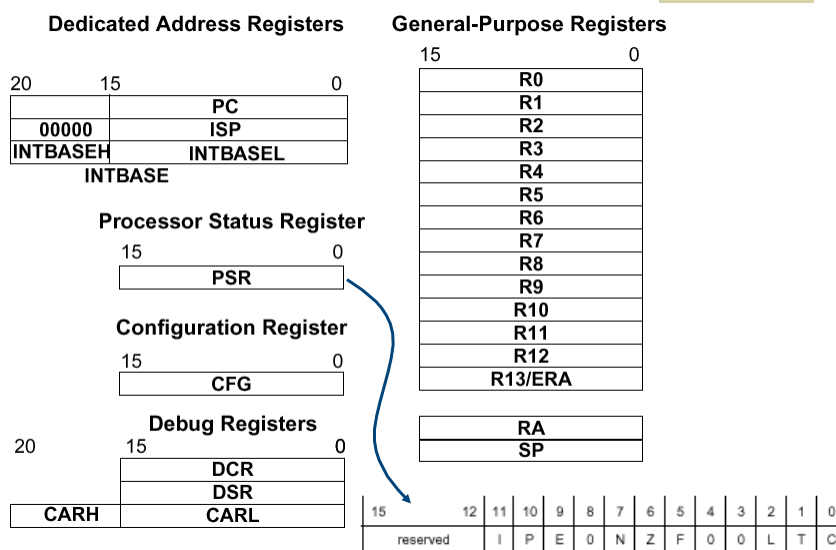 Dedicated Address Registers
20 15 0
PC
00000 ISP
INTBASEH INTBASEL
INTBASE
Processor Status Register
15 0
PSR
Configuration Register
15 0
CFG
Debug Registers
20 15 0
DCR
DSR
CARH CARL
General-Purpose Registers
15 0
R0
R1
R2
R3
R4
R5
R6
R7
R8
R9
R10
R11
R12
R13/ERA
RA
SP
15 12 11 10 9 8 7 6 5 4 3 2 1 0
reserved I P E 0 N Z F 0 0 L T C